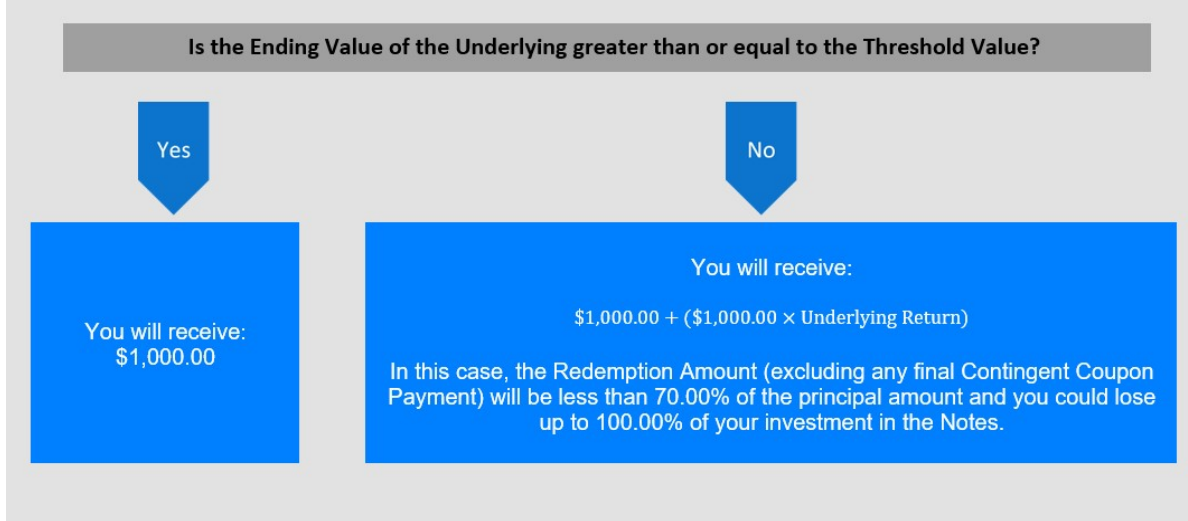 Is the Ending Value of the Underlying greater than or equal to the Threshold Value?
Yes
No
You will receive:
$1,000.00
You will receive:
$1,000.00 + ($1,000.00 × Underlying Return)
In this case, the Redemption Amount (excluding any final Contingent Coupon
Payment) will be less than 70.00% of the principal amount and you could lose
up to 100.00% of your investment in the Notes.